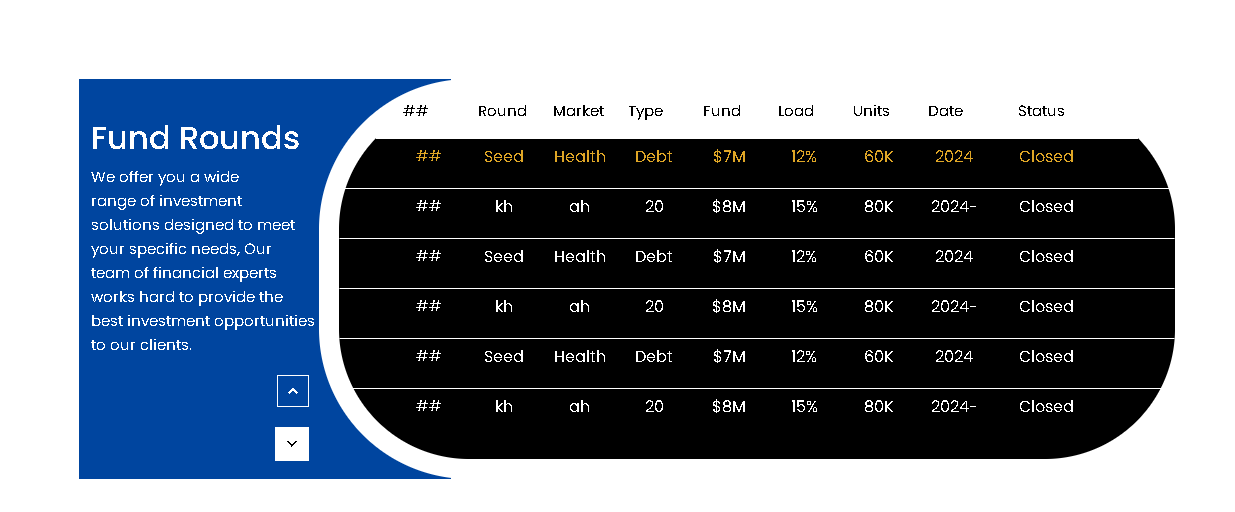 Fund Rounds
We offer you a wide
range of investment
solutions designed to meet
your specific needs, Our
team of financial experts
works hard to provide the
best investment opportunities
to our clients.
## Round Market Type Fund Load Units Date Status
## Seed Health Debt $7M 12% 60K 2024 Closed
## kh ah 20 $8M 15% 80K 2024- Closed
## Seed Health Debt $7M 12% 60K 2024 Closed
## kh ah 20 $8M 15% 80K 2024- Closed
## Seed Health Debt $7M 12% 60K 2024 Closed
## kh ah 20 $8M 15% 80K 2024- Closed